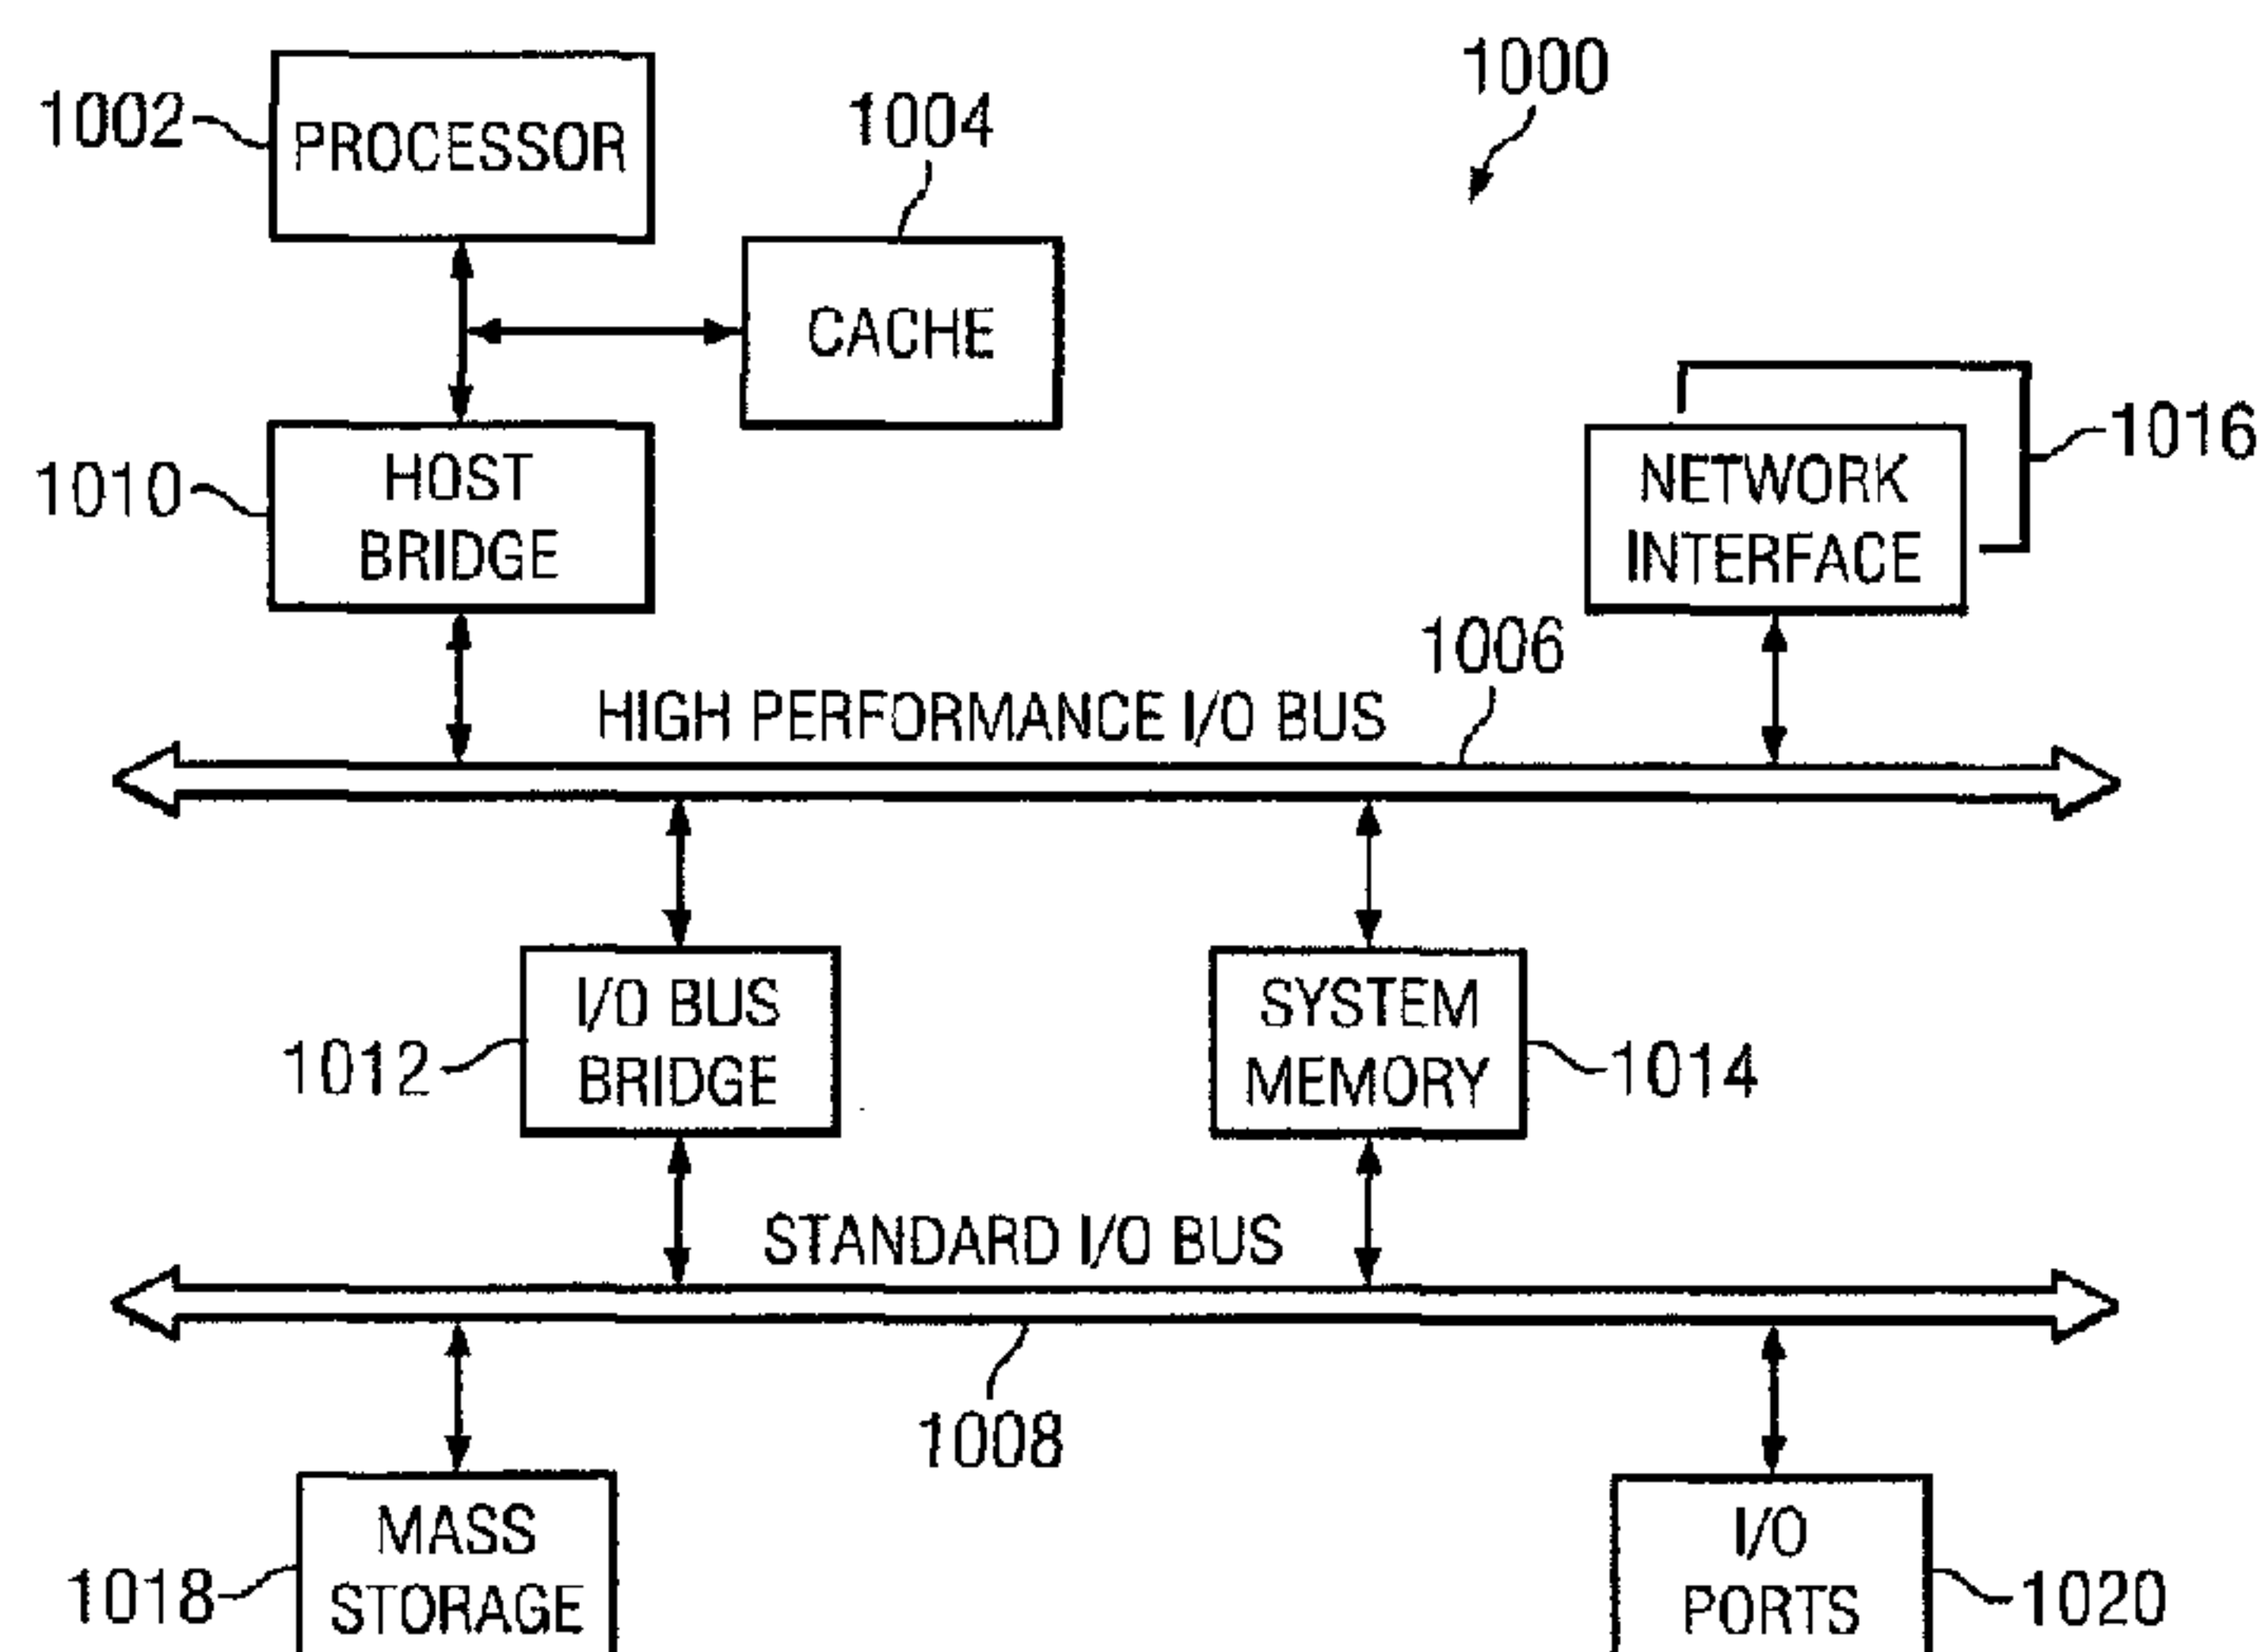 1000
1002
PROCESSOR
1004
CACHE
1010
HOST
BRIDGE
NETWORK
INTERFACE
1016
1006
HIGH PERFORMANCE I/O BUS
I/O BUS
BRIDGE
1012
SYSTEM
MEMORY
1014
STANDARD I/O BUS
1008
MASS
STORAGE
1018
I/O
PORTS
1020